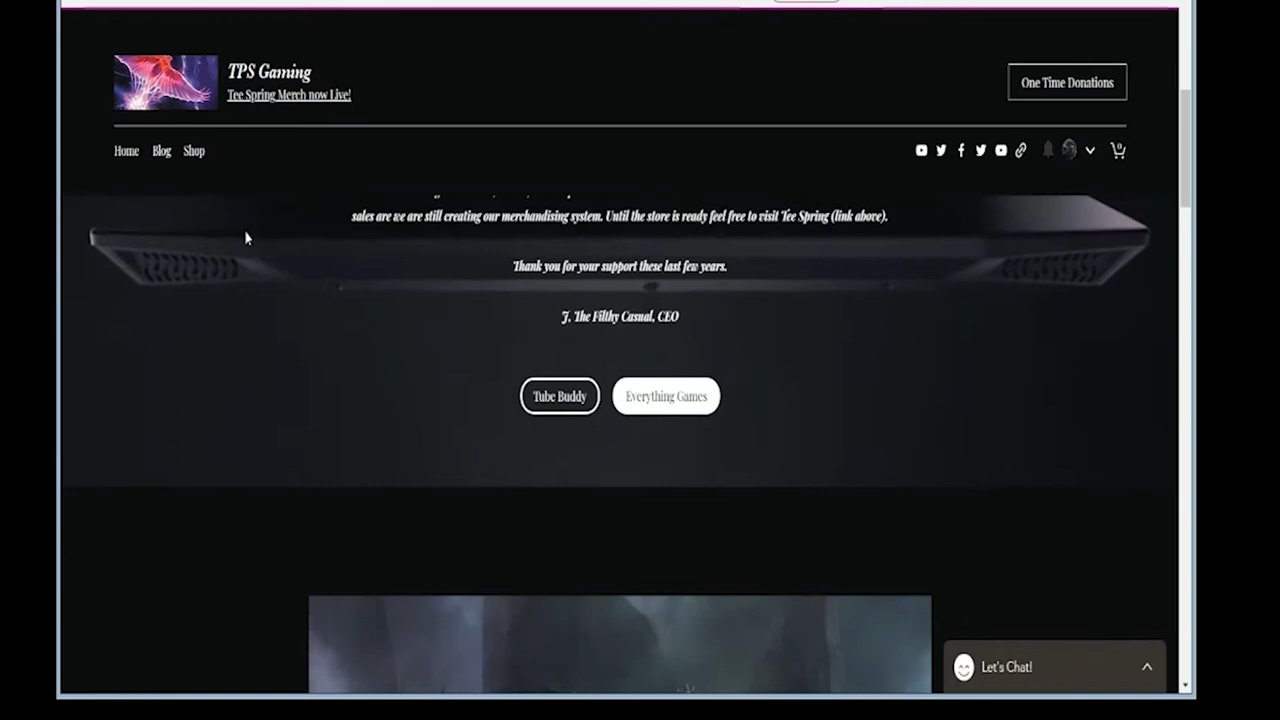 TPS Gaming
Tee Spring Merch now Live!
One Time Donations
Home Blog Shop
0
sales are we are still creating our merchandising system. Until the store is ready feel free to visit Tee Spring (link above).
Thank you for your support these last few years.
J, The Filthy Casual, CEO
Tube Buddy
Everything Games
Let's Chat!